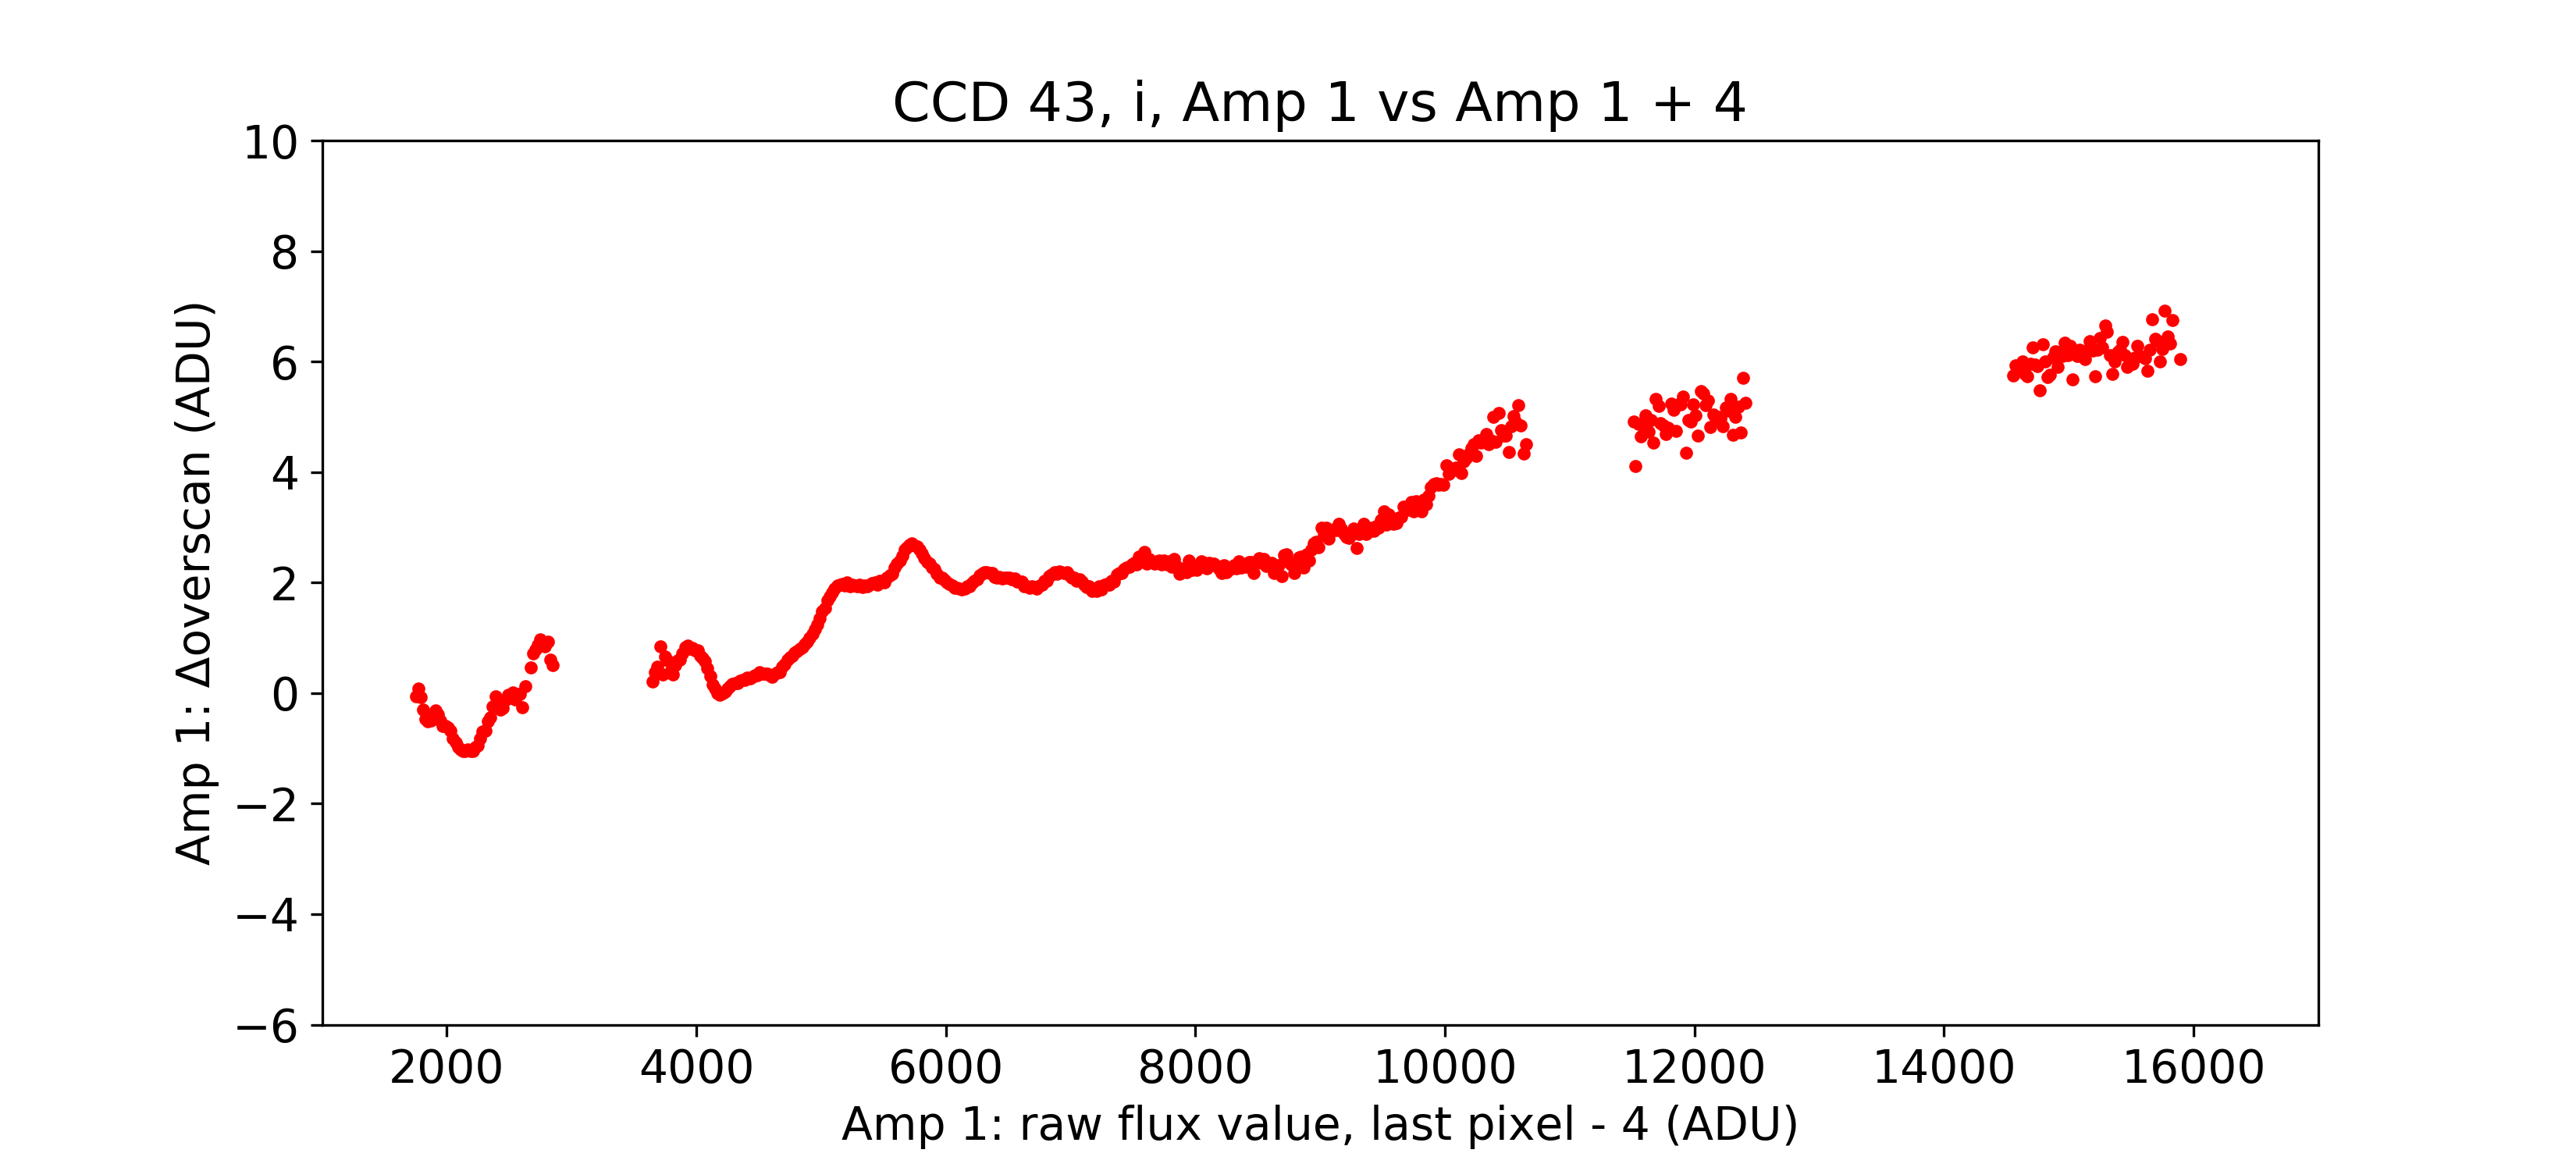 CCD 43, i, Amp 1 vs Amp 1 + 4
10
8
6
4
2
0
−2
−4
−6
Amp 1: Δoverscan (ADU)
2000 4000 6000 8000 10000 12000 14000 16000
Amp 1: raw flux value, last pixel - 4 (ADU)